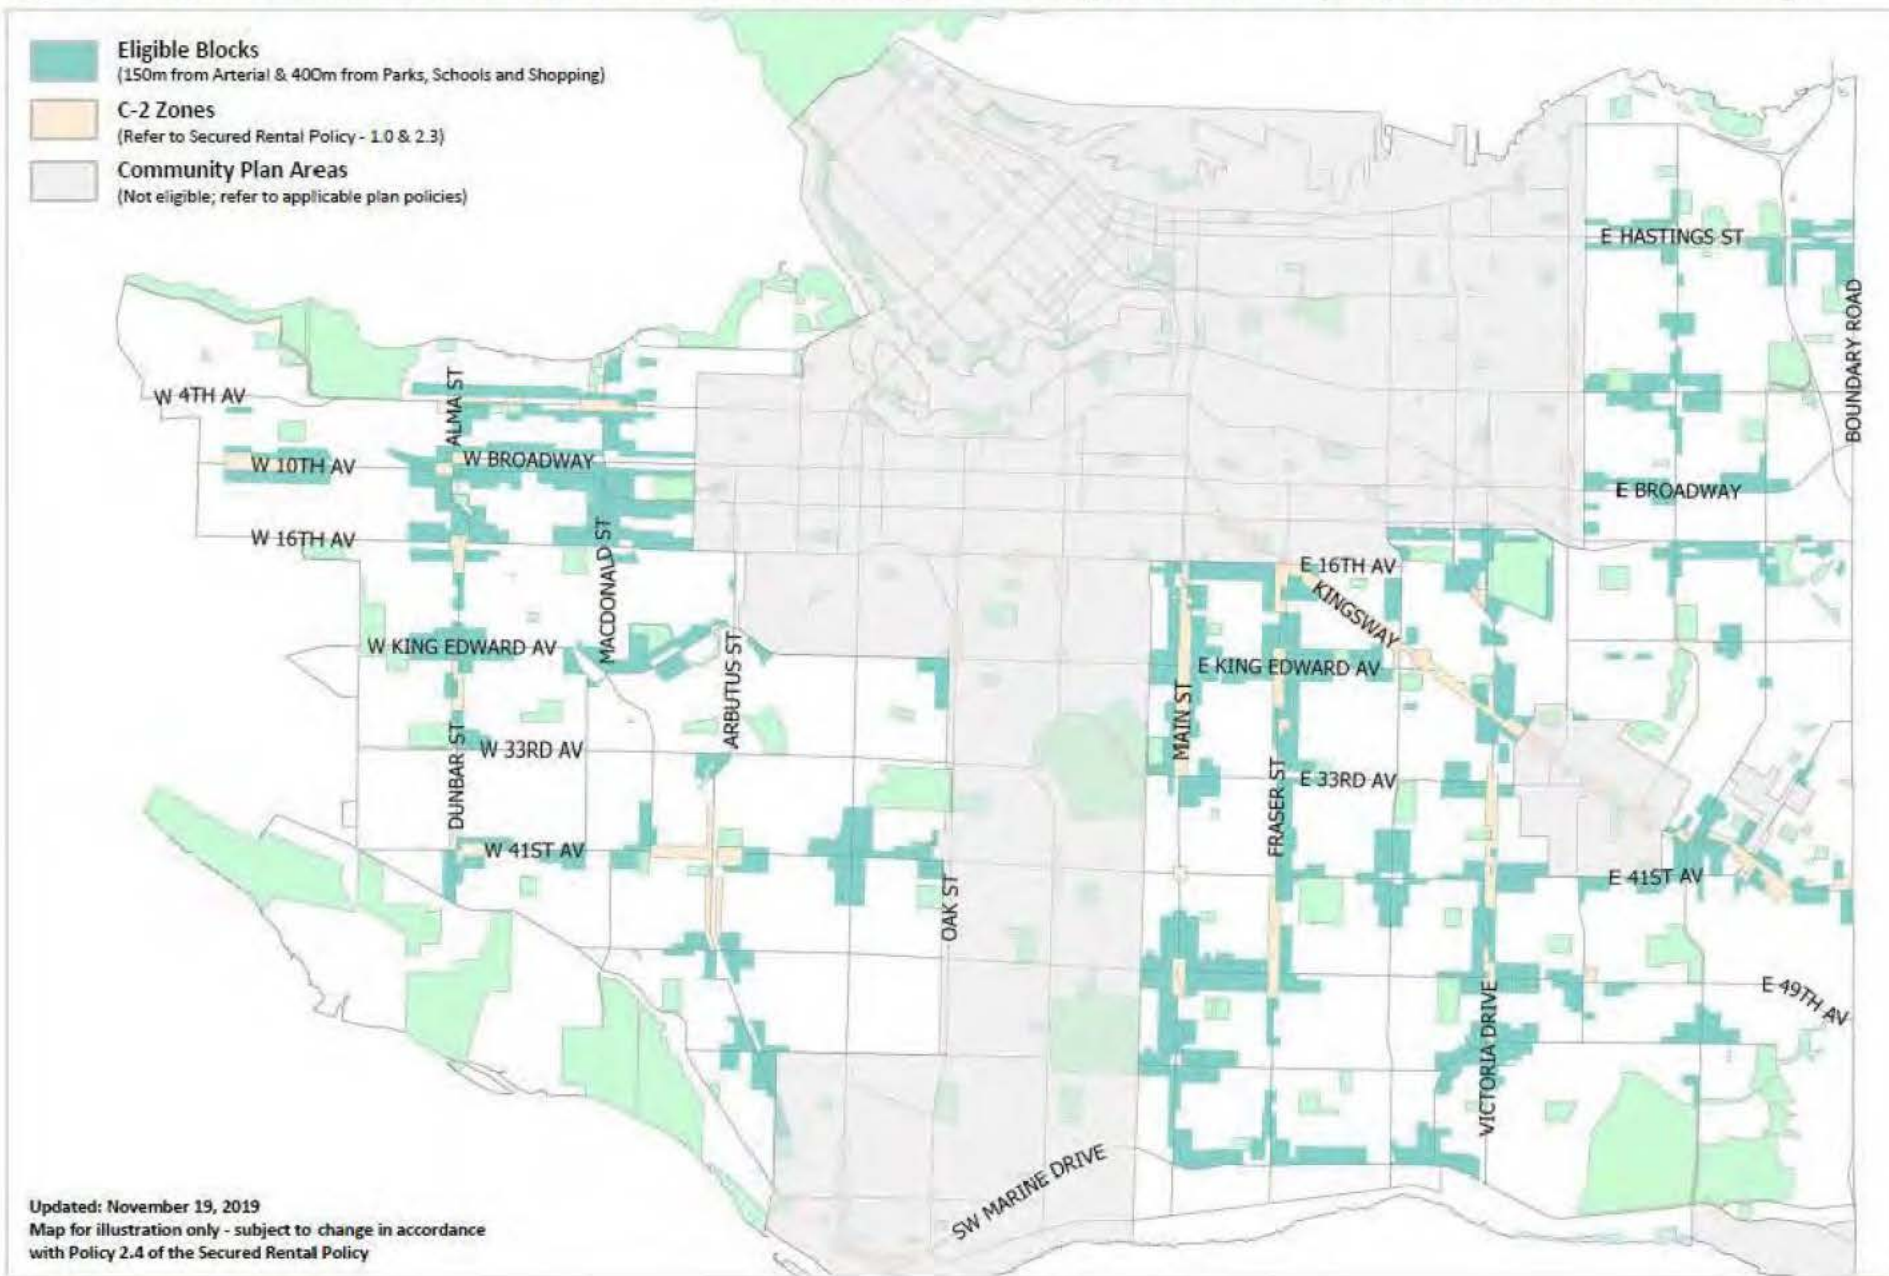 Eligible Blocks
(150m from Arterial & 400m from Parks, Schools and Shopping)
C-2 Zones
(Refer to Secured Rental Policy - 1.0 & 2.3)
Community Plan Areas
(Not eligible; refer to applicable plan policies)
E HASTINGS ST
BOUNDARY ROAD
W 4TH AV
ALMA ST
W BROADWAY
W 10TH AV
E BROADWAY
W 16TH AV
MACDONALD ST
E 16TH AV
KINGSWAY
W KING EDWARD AV
ARBUTUS ST
E KING EDWARD AV
MAIN ST
W 33RD AV
DUNBAR ST
FRASER ST
E 33RD AV
W 41ST AV
E 41ST AV
OAK ST
E 49TH AV
VICTORIA DRIVE
SW MARINE DRIVE
Updated: November 19, 2019
Map for illustration only - subject to change in accordance
with Policy 2.4 of the Secured Rental Policy